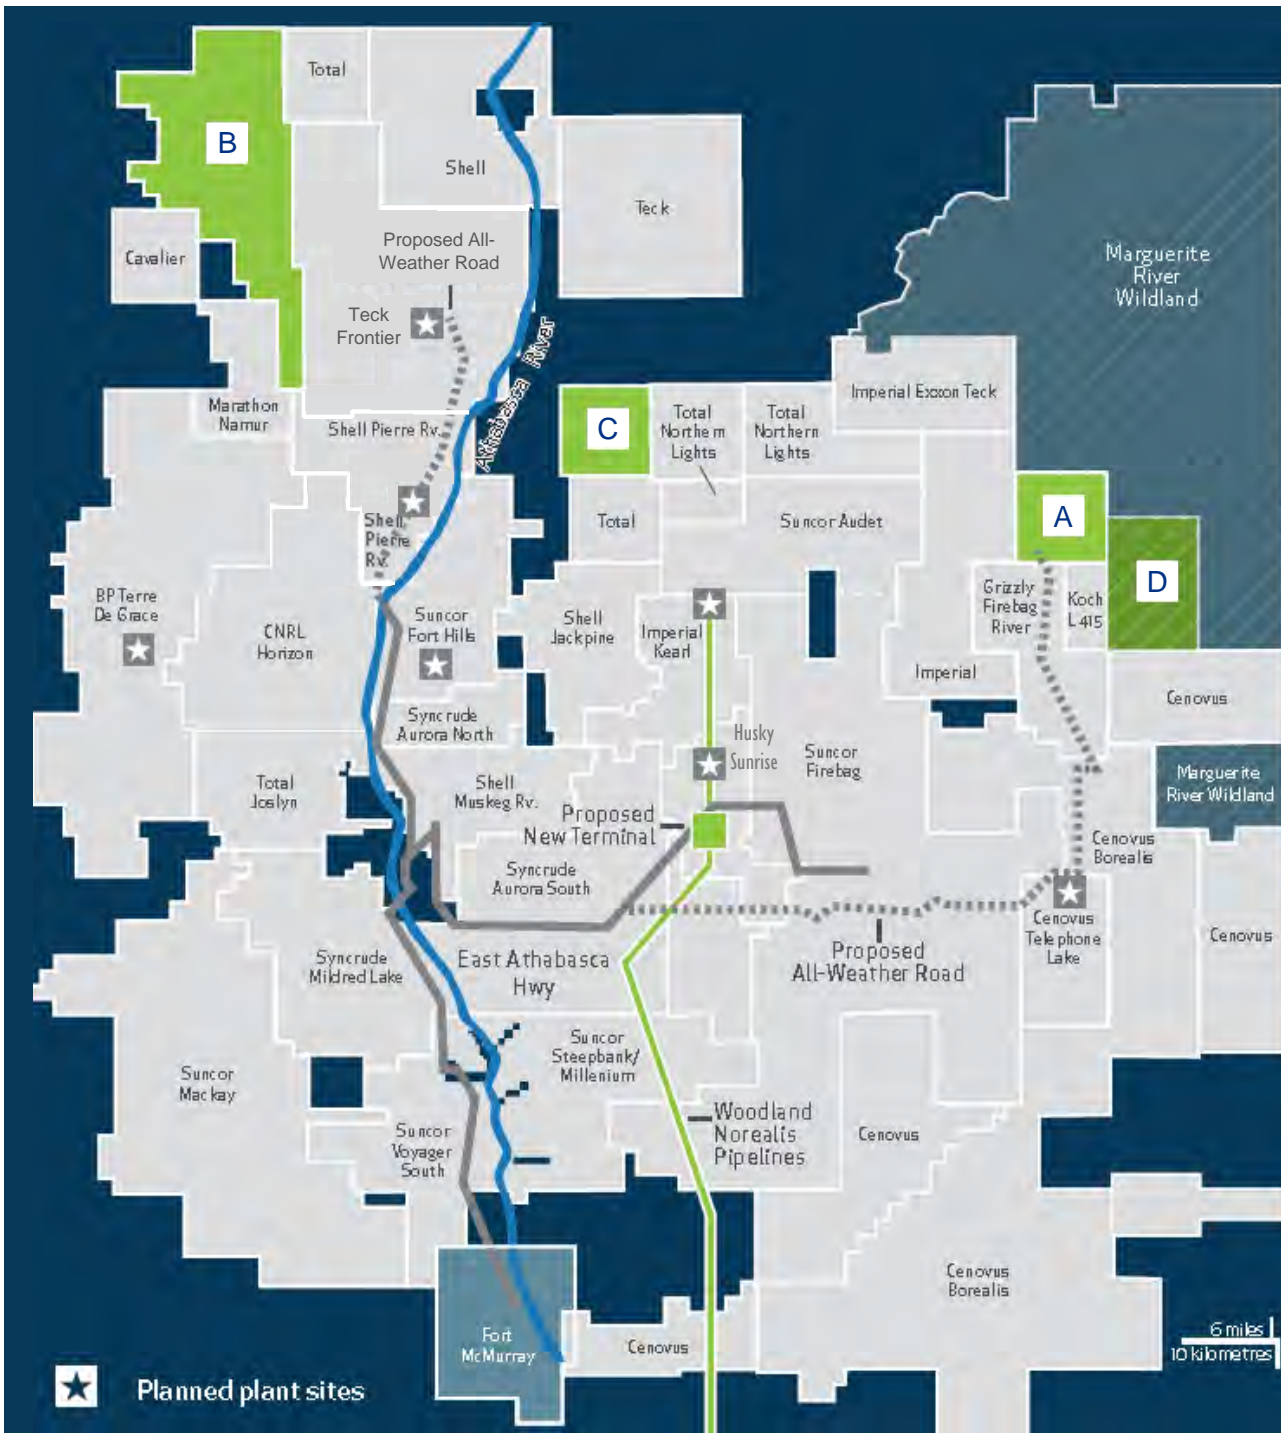 Total
B
Shell
Teck
Cavalier
Proposed All-
Weather Road
Marguerite
River
Wildland
Teck
Frontier
Athabasca River
Imperial Exxon Teck
Marathon
Namur
Shell Pierre Rv.
C
Total
Northern
Lights
Total
Northern
Lights
Shell
Pierre
Rv.
Total
Suncor Audet
A
D
BP Terre
De Grace
CNRL
Horizon
Suncor
Fort Hills
Shell
Jackpine
Imperial
Kearl
Grizzly
Firebag
River
Koch
L 415
Imperial
Cenovus
Syncrude
Aurora North
Husky
Sunrise
Suncor
Firebag
Total
Joslyn
Shell
Muskeg Rv.
Marguerite
River Wildland
Proposed
New Terminal
Cenovus
Borealis
Syncrude
Aurora South
Cenovus
Telephone
Lake
Cenovus
Syncrude
Mildred Lake
East Athabasca
Hwy
Proposed
All-Weather Road
Suncor
Steepbank/
Millenium
Suncor
Mackay
Woodland
Norealis
Pipelines
Cenovus
Suncor
Voyager
South
Cenovus
Borealis
Fort
McMurray
Cenovus
6 miles
10 kilometres
Planned plant sites